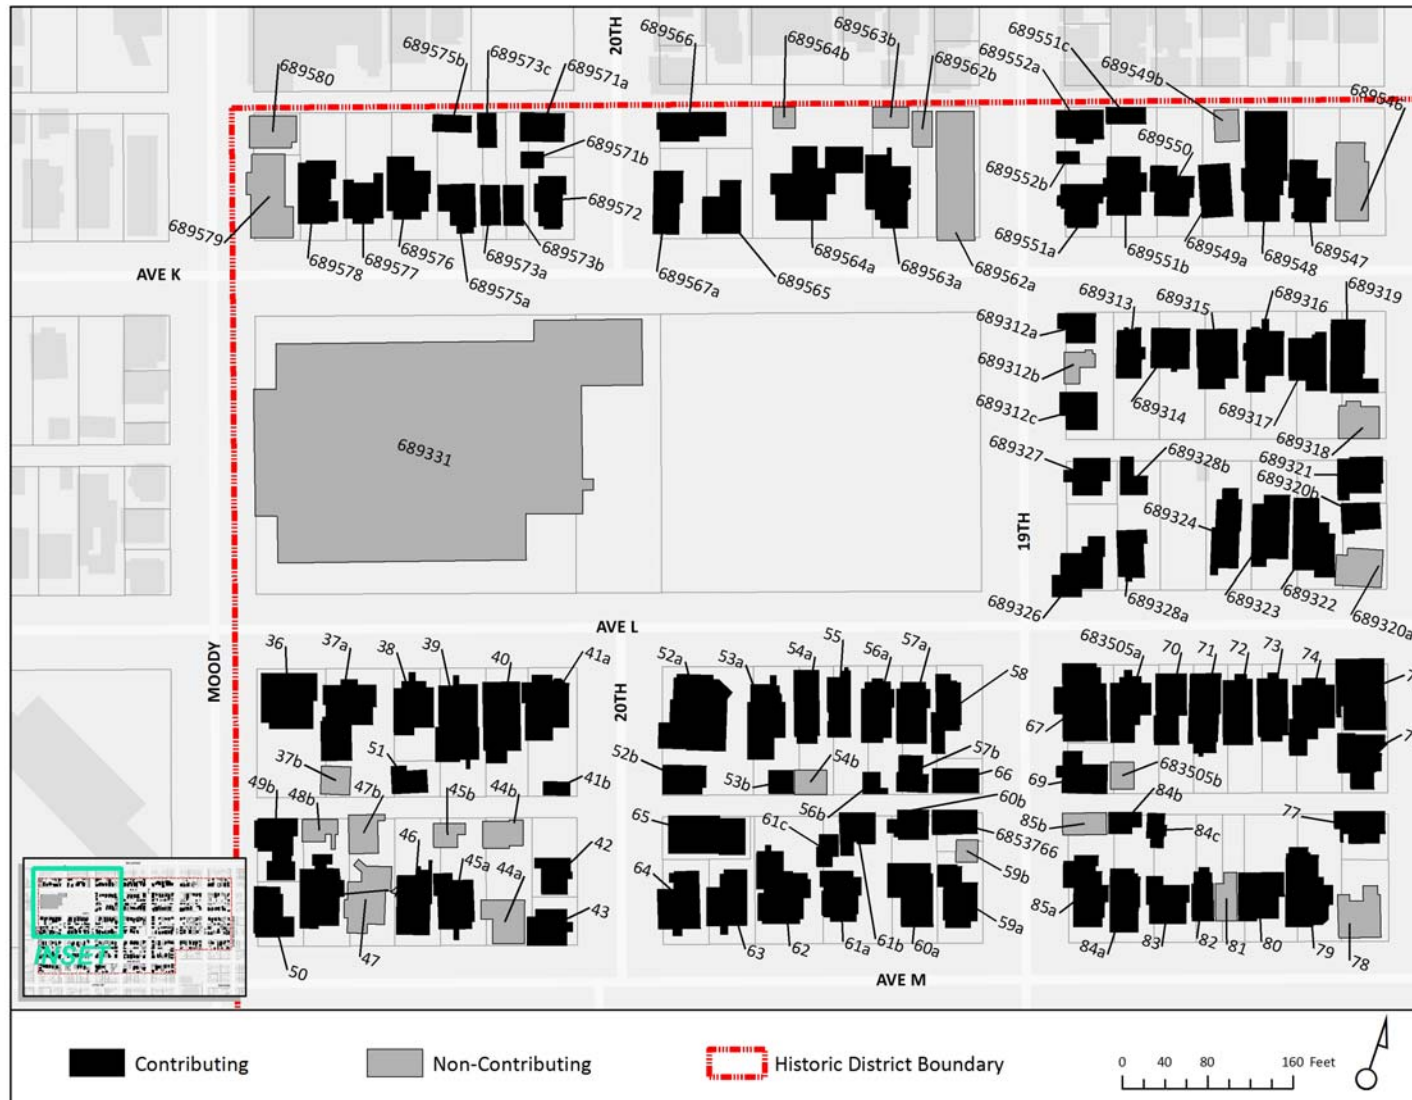 20TH
689580
689575b
689573c
689571a
689566
689564b
689563b
689562b
689551c
689552a
689549b
689546
689571b
689572
689552b
689550
689579
689578
689577
689576
689575a
689573a
689573b
689567a
689565
689564a
689563a
689562a
689551a
689551b
689549a
689548
689547
AVE K
689313
689315
689316
689319
689312a
689312b
689312c
689314
689317
689318
689331
689327
689328b
689321
689320b
689324
19TH
689326
689328a
689323
689322
689320a
AVE L
MOODY
20TH
36
37a
38
39
40
41a
52a
53a
54a
55
56a
57a
58
683505a
70
71
72
73
74
67
37b
51
41b
52b
53b
54b
57b
66
69
683505b
56b
60b
49b
48b
47b
45b
44b
46
45a
44a
42
43
65
61c
6853766
59b
85b
84b
84c
77
64
50
47
63
62
61a
61b
60a
59a
85a
84a
83
82
81
80
79
78
AVE M
INSET
Contributing
Non-Contributing
Historic District Boundary
0 40 80 160 Feet